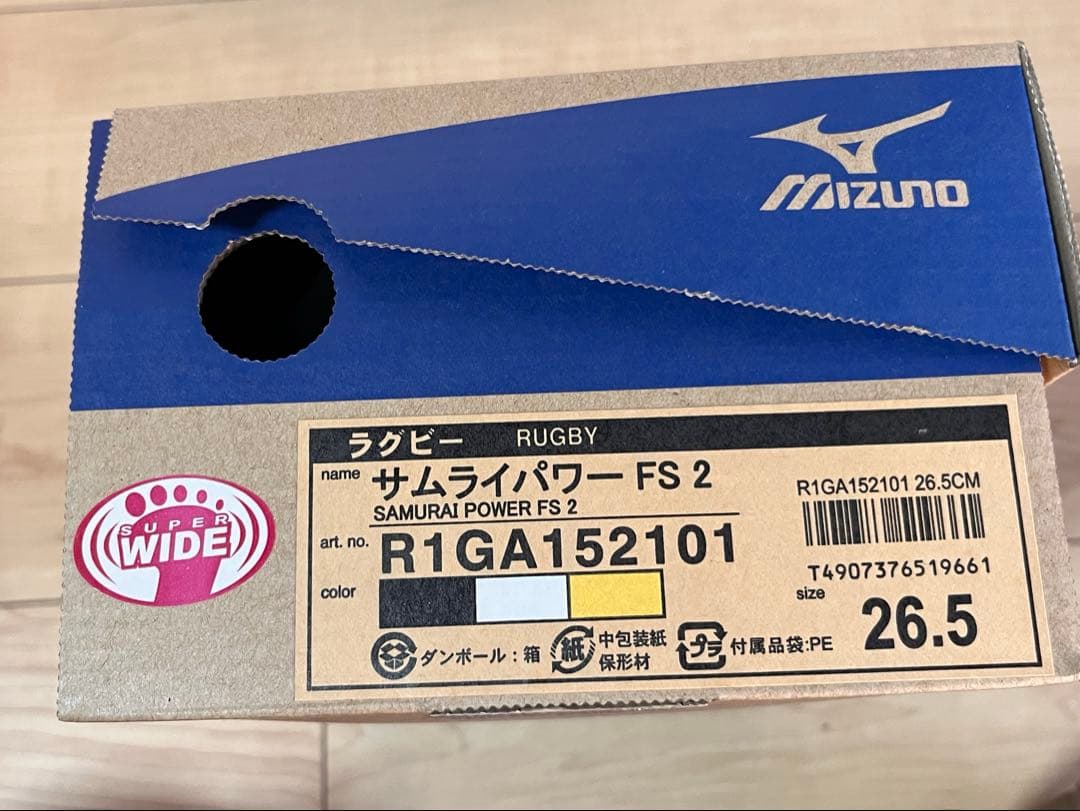 MIZUNO
ラグビー RUGBY
name サムライパワー FS 2
SAMURAI POWER FS 2
art. no. R1GA152101
color
R1GA152101 26.5CM
T4907376519661
size
26.5
SUPER
WIDE
ダンボール：箱
紙 中包装紙
保形材
プラ 付属品袋:PE